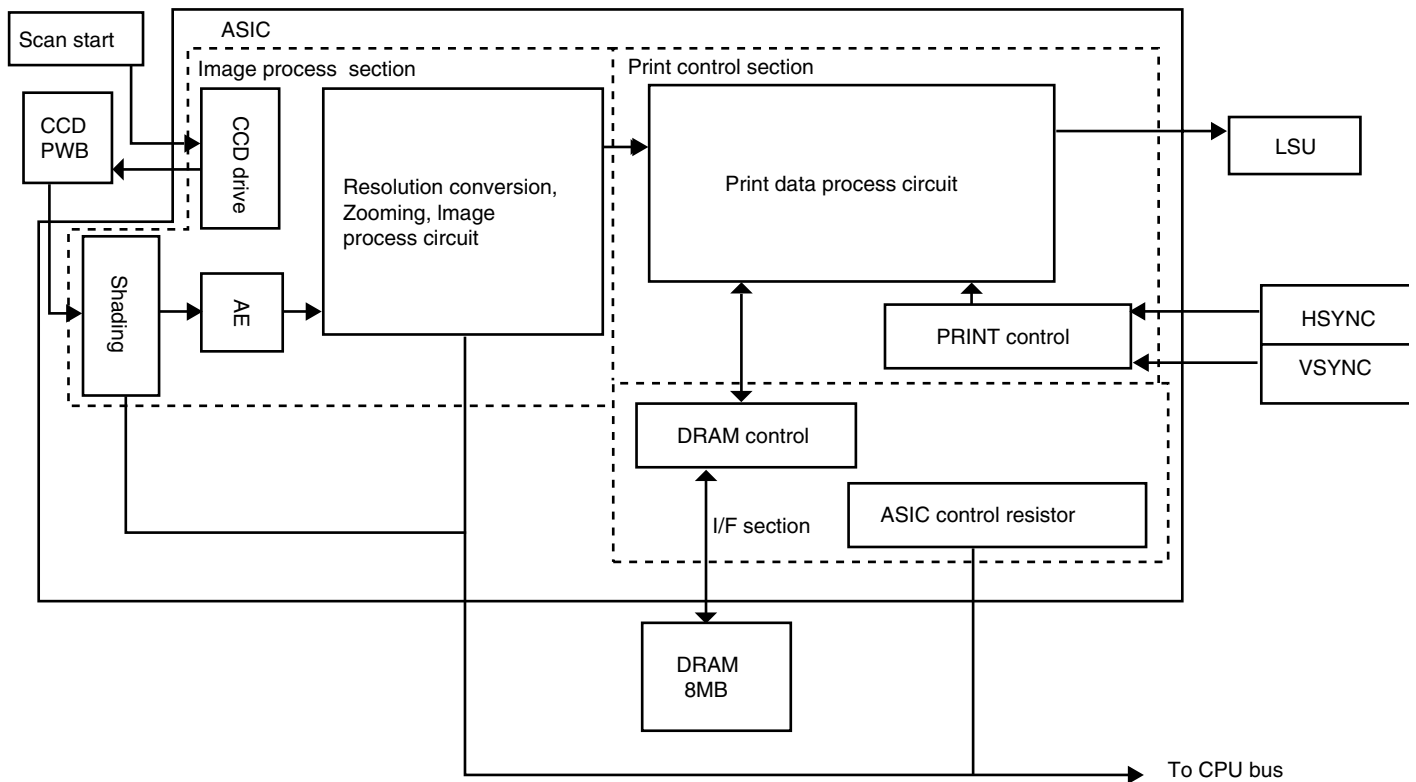 Scan start
ASIC
Image process section
Print control section
CCD
PWB
CCD drive
Resolution conversion,
Zooming, Image
process circuit
Print data process circuit
LSU
Shading
AE
PRINT control
HSYNC
VSYNC
DRAM control
I/F section
ASIC control resistor
DRAM
8MB
To CPU bus